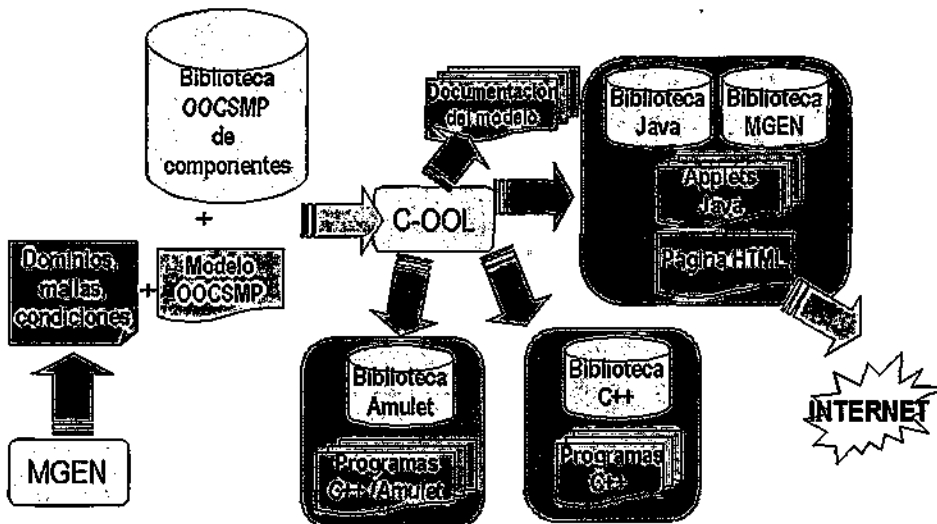 Biblioteca
OOCSMP
de
componentes
+
Dominios,
mallas,
condiciones
+
Modelo
OOCSMP
MGEN
C-OOL
Documentación
del modelo
Biblioteca
Java
Biblioteca
MGEN
Applets
Java
Página HTML
Biblioteca
Amulet
Programas
C++/Amulet
Biblioteca
C++
Programas
C++
INTERNET